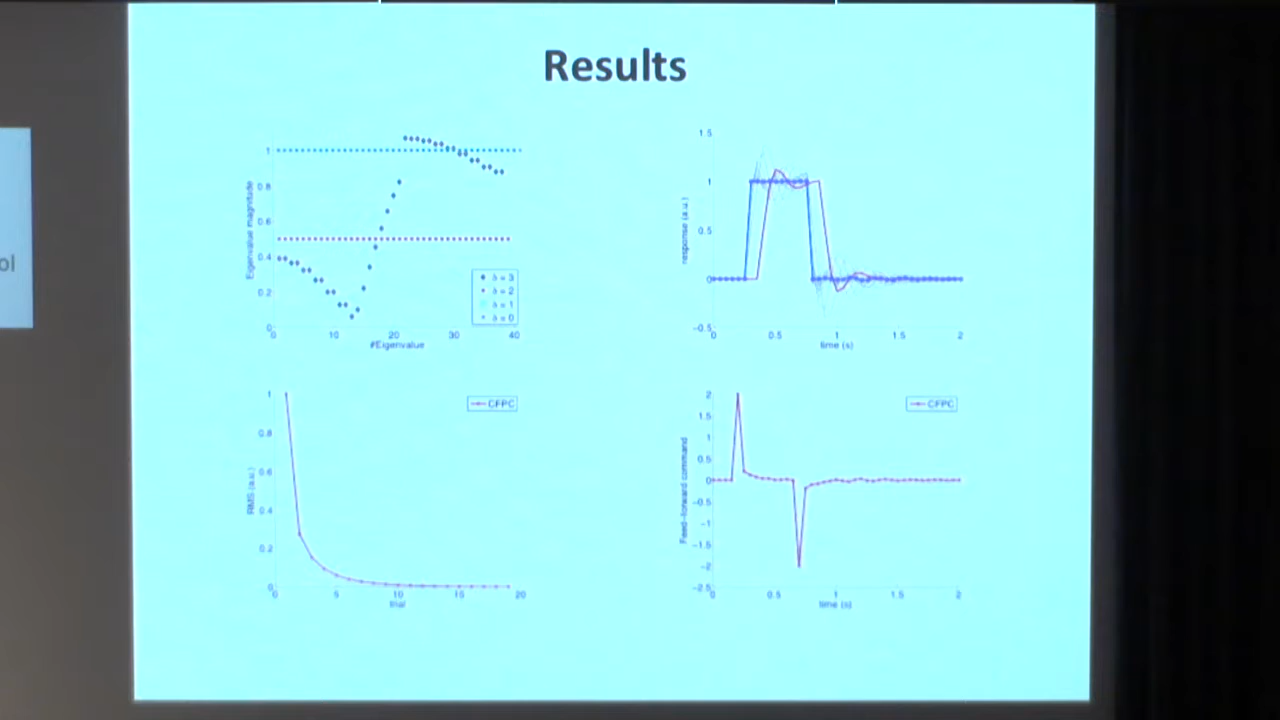 Results
ol
Eigenvalue magnitude
1
0.8
0.6
0.4
0.2
0
0
10
20
30
40
#Eigenvalue
δ = 3
δ = 2
δ = 1
δ = 0
response (a.u.)
1.5
1
0.5
0
−0.5
0
0.5
1
1.5
2
time (s)
RMS (a.u.)
1
0.8
0.6
0.4
0.2
0
0
5
10
15
20
trial
CFPC
Feed−forward command
2
1.5
1
0.5
0
−0.5
−1
−1.5
−2
−2.5
0
0.5
1
1.5
2
time (s)
CFPC